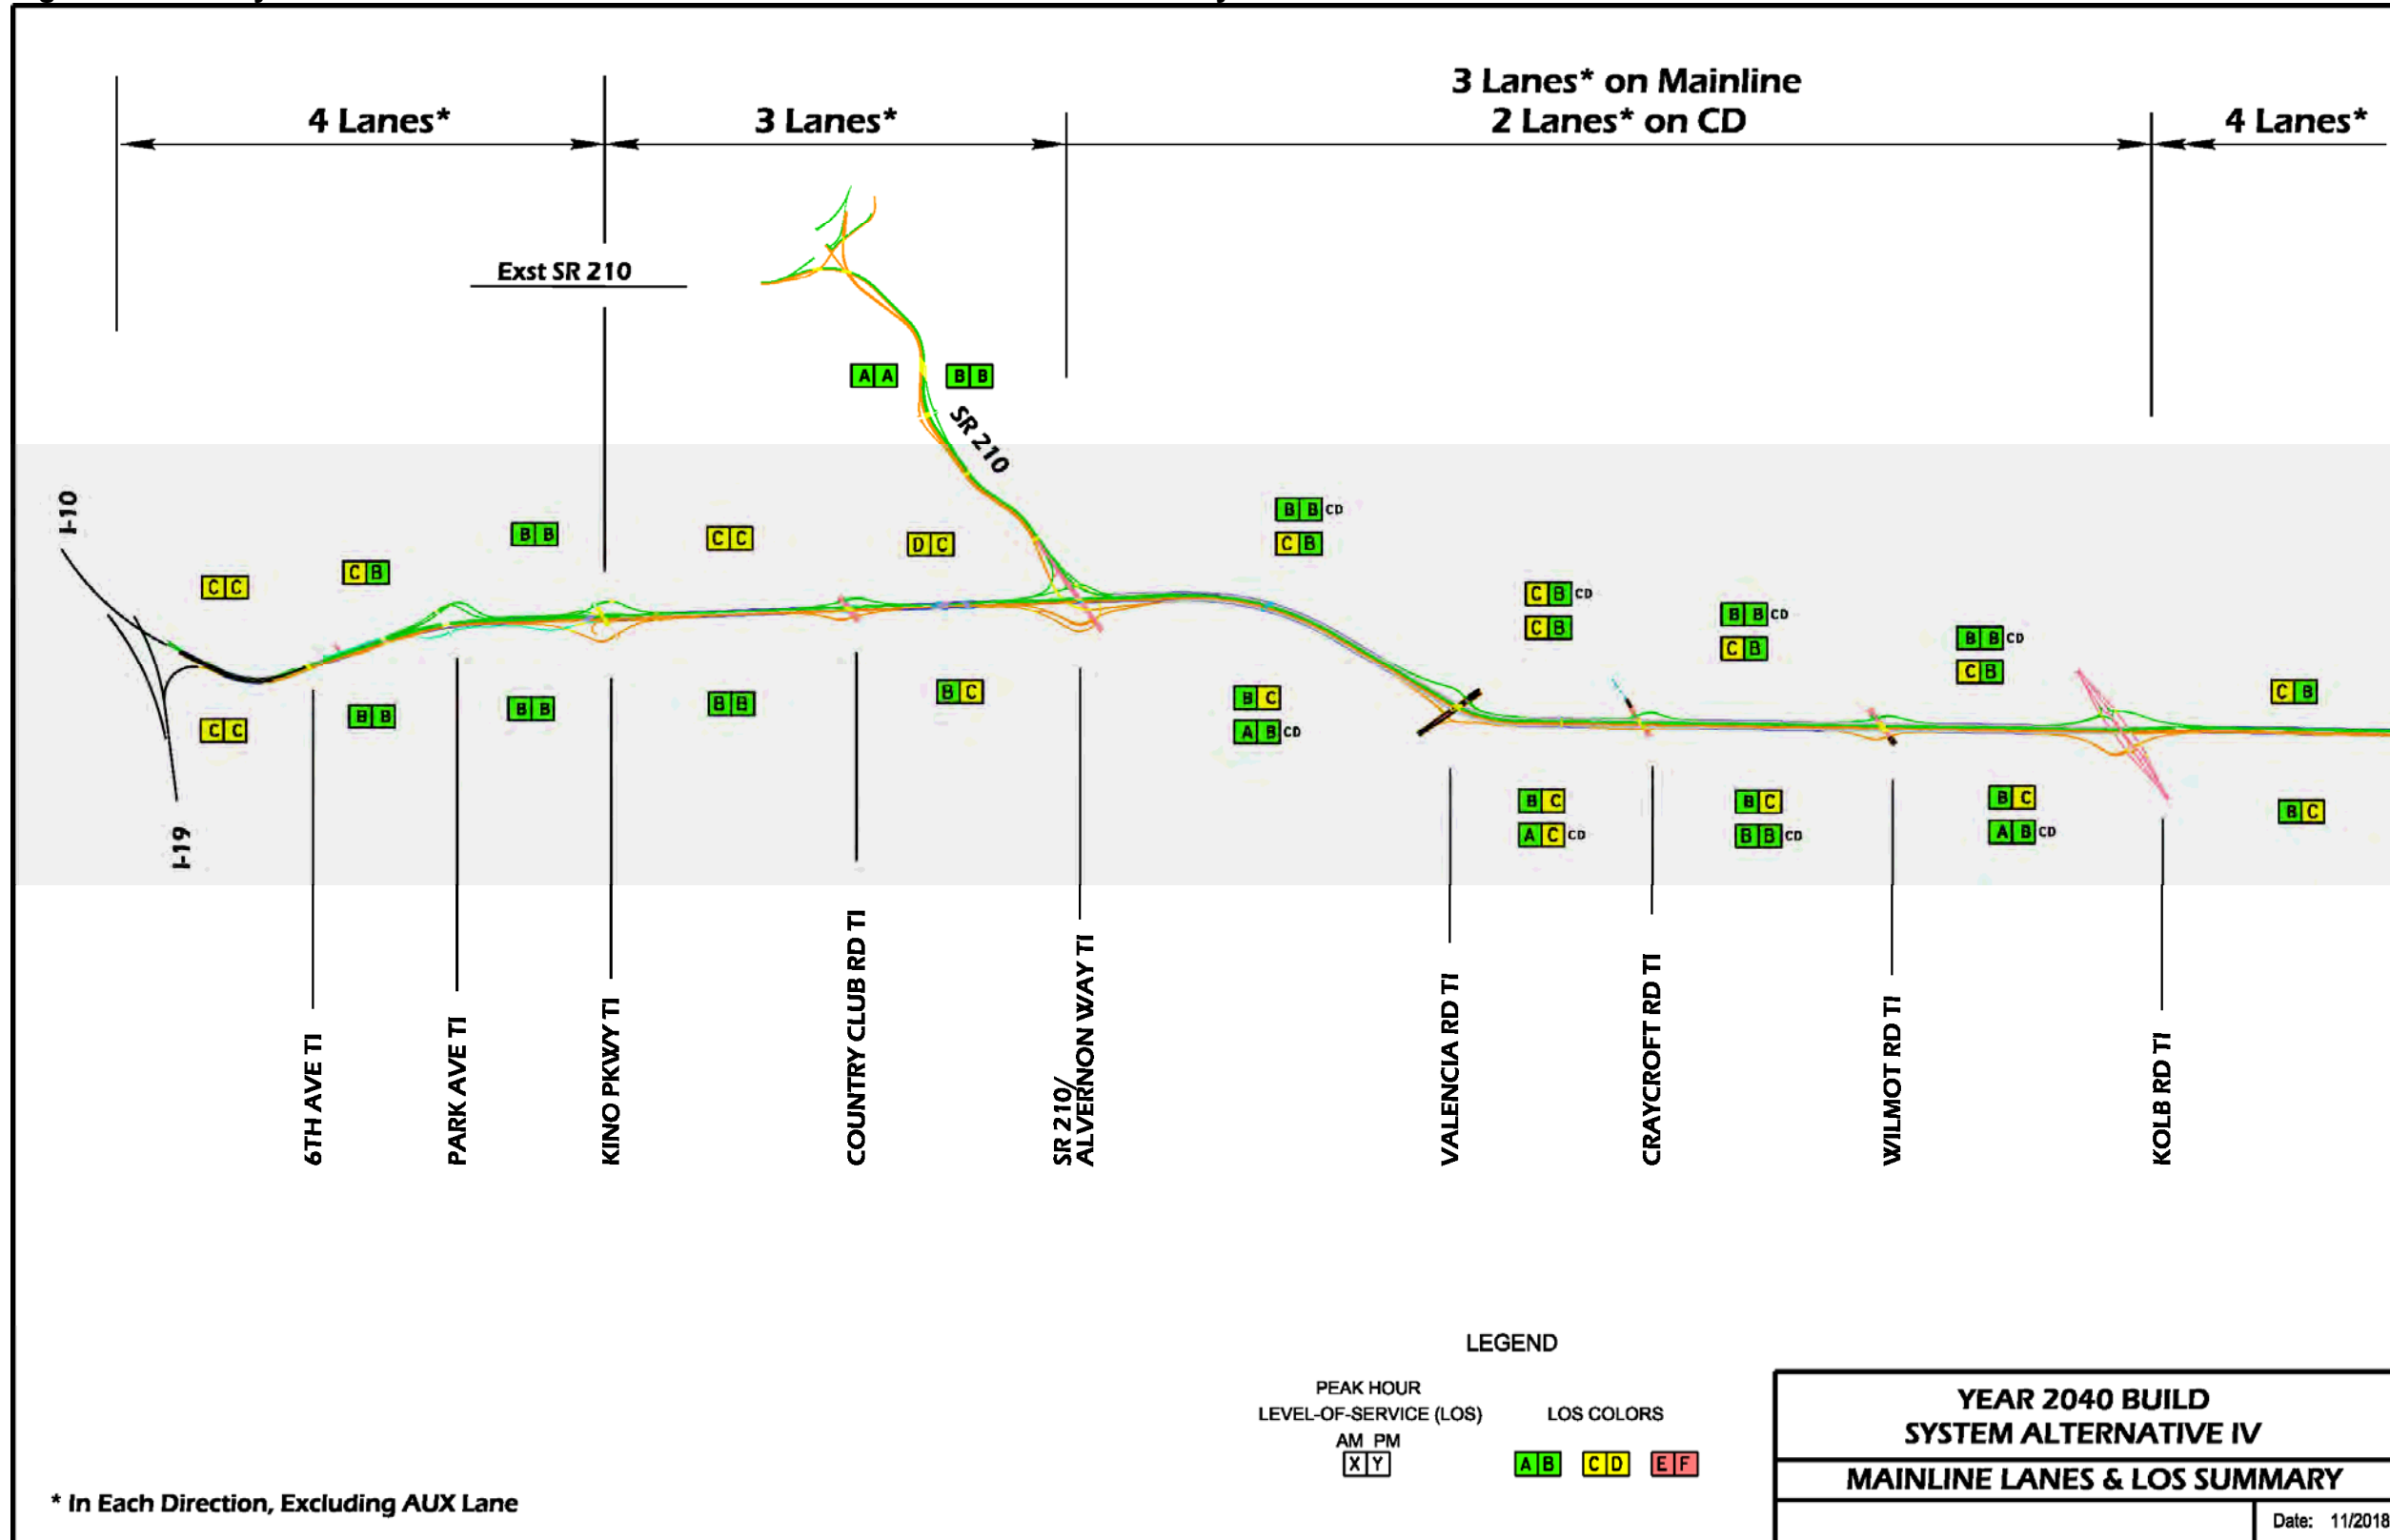 3 Lanes* on Mainline
4 Lanes*
3 Lanes*
2 Lanes* on CD
4 Lanes*
Exst SR 210
A A
B B
SR 210
I-10
C C
C B
B B
C C
D C
B B CD
C B
C B CD
C B
B B CD
C B
B B CD
C B
C B
C C
B B
B B
B B
B C
B C
A B CD
B C
A C CD
B C
B B CD
B C
A B CD
B C
I-19
6TH AVE TI
PARK AVE TI
KINO PKWY TI
COUNTRY CLUB RD TI
SR 210/
ALVERNON WAY TI
VALENCIA RD TI
CRAYCROFT RD TI
WILMOT RD TI
KOLB RD TI
LEGEND
PEAK HOUR
LEVEL-OF-SERVICE (LOS)
AM PM
X Y
LOS COLORS
A B
C D
E F
YEAR 2040 BUILD
SYSTEM ALTERNATIVE IV
MAINLINE LANES & LOS SUMMARY
Date: 11/2018
* In Each Direction, Excluding AUX Lane